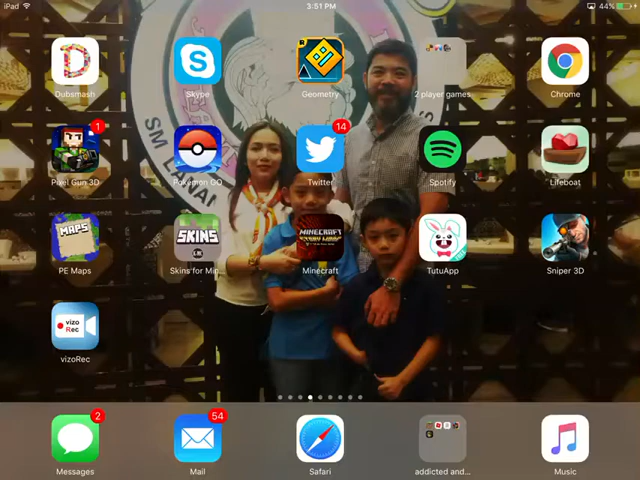 iPad 3:51 PM 44%
SM LANAN
Dubsmash Skype Geometry 2 player games Chrome
1 14
Pixel Gun 3D Pokémon GO Twitter Spotify Lifeboat
MAPS SKINS MINECRAFT
PE Maps Skins for Min... Minecraft TutuApp Sniper 3D
vizo
Rec
vizoRec
2 54
Messages Mail Safari addicted and... Music